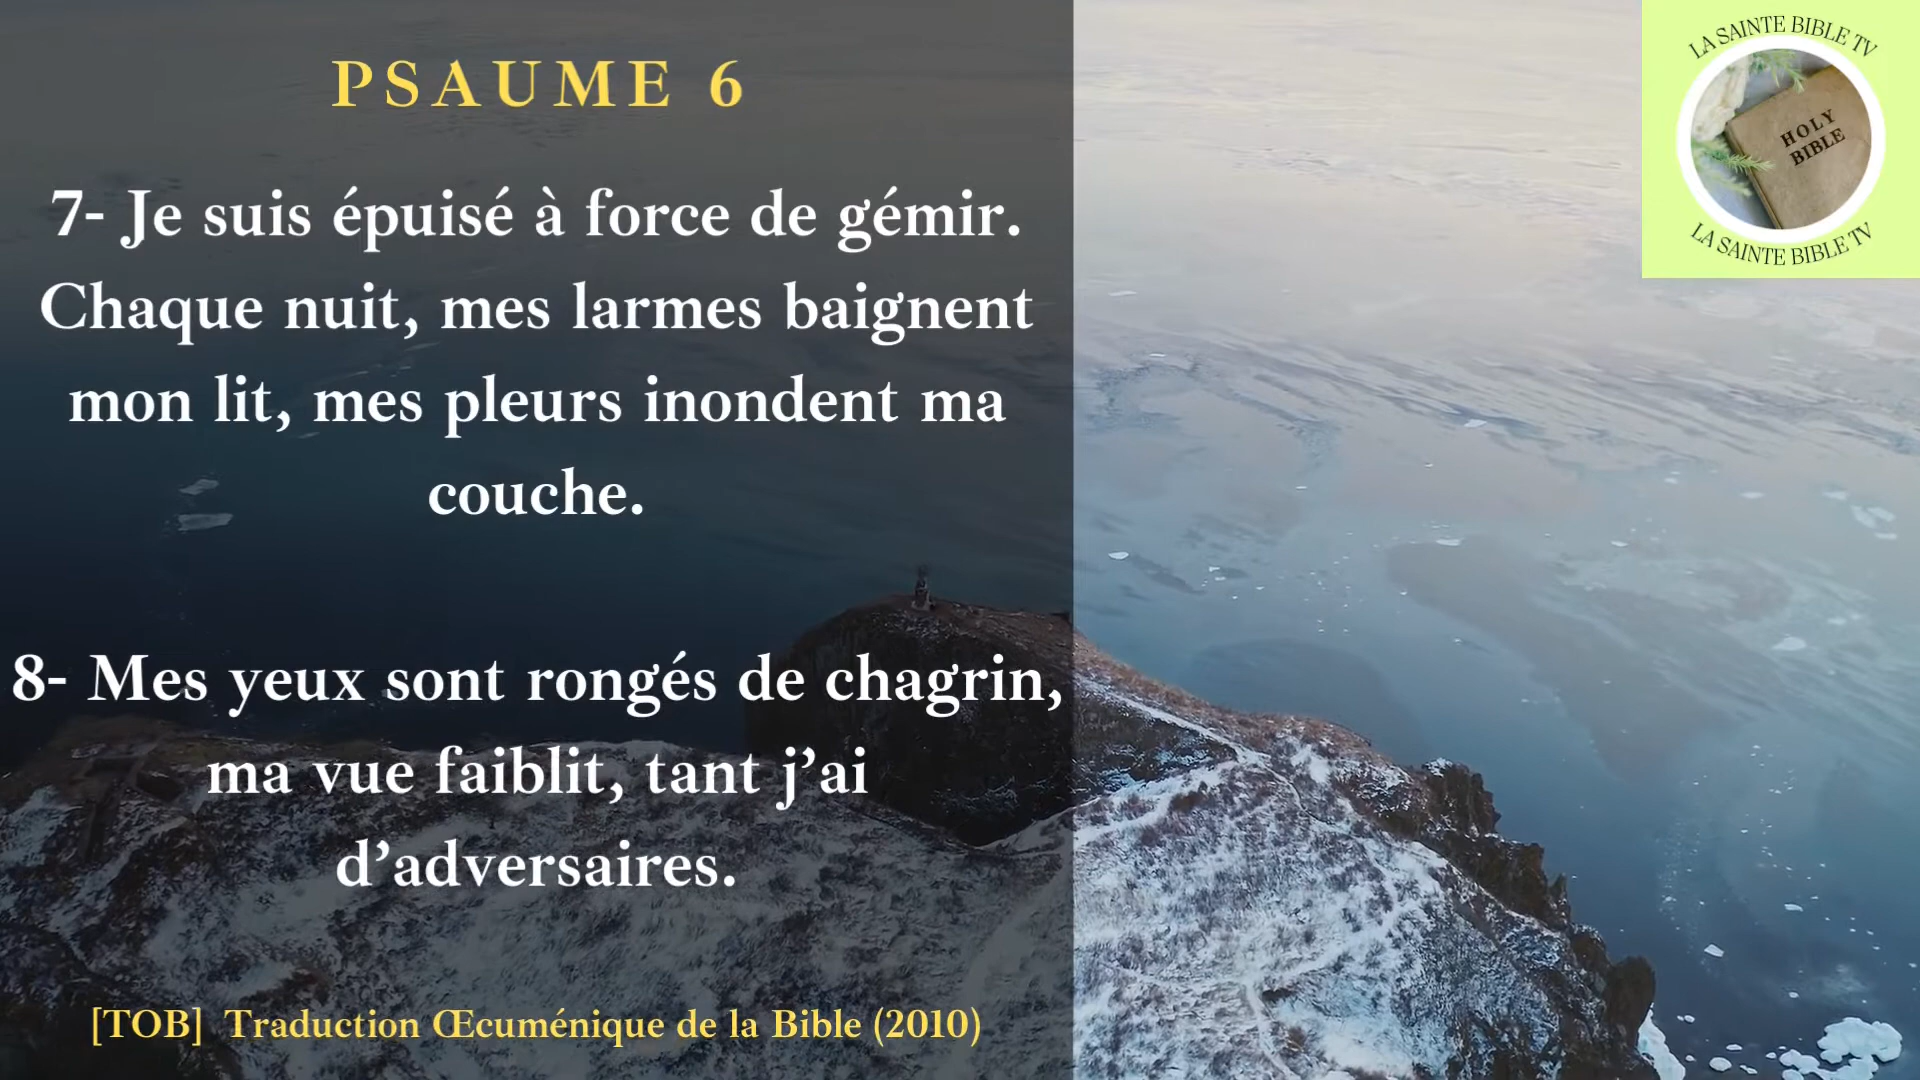 PSAUME 6
7- Je suis épuisé à force de gémir.
Chaque nuit, mes larmes baignent
mon lit, mes pleurs inondent ma
couche.
8- Mes yeux sont rongés de chagrin,
ma vue faiblit, tant j’ai
d’adversaires.
[TOB] Traduction Œcuménique de la Bible (2010)
LA SAINTE BIBLE TV
HOLY
BIBLE
LA SAINTE BIBLE TV